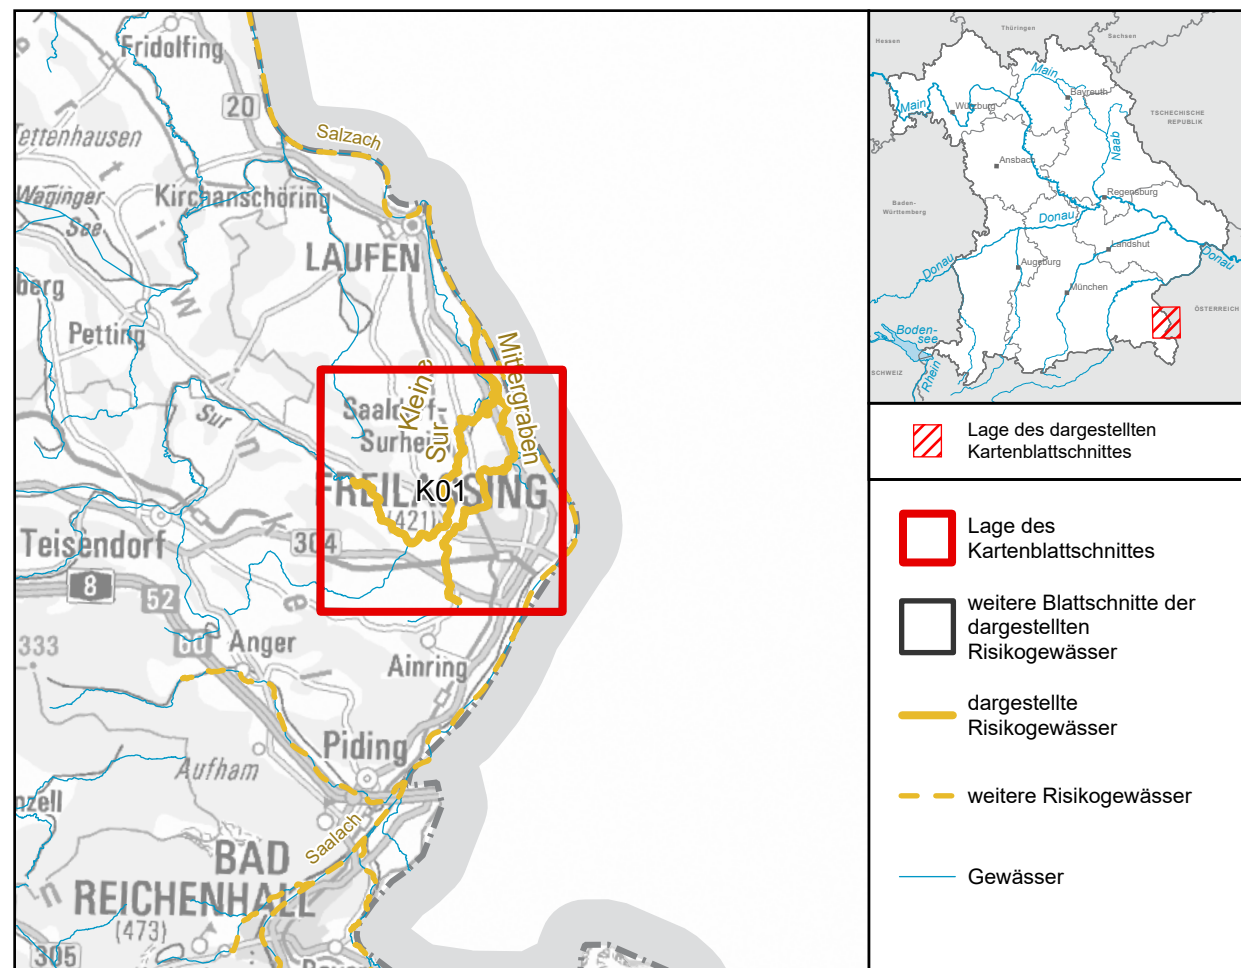 Fridolfing
20
Salzach
Tettenhausen
Waginger
See
Kirchanschöring
LAUFEN
berg
Petting
Mittergraben
Kleine
Sur
Saaldorf-
Surheim
Sur
K01
FREILASSING
(421)
304
Teisendorf
8
52
Anger
333
Ainring
Piding
Aufham
nzell
Saalach
BAD
REICHENHALL
(473)
305
Hessen
Thüringen
Sachsen
Main
Main
Bayreuth
Würzburg
TSCHECHISCHE
REPUBLIK
Naab
Ansbach
Baden-
Württemberg
Regensburg
Donau
Landshut
Donau
Donau
Augsburg
München
ÖSTERREICH
Boden-
see
SCHWEIZ
Rhein
Lage des dargestellten
Kartenblattschnittes
Lage des
Kartenblattschnittes
weitere Blattschnitte der
dargestellten
Risikogewässer
dargestellte
Risikogewässer
weitere Risikogewässer
Gewässer